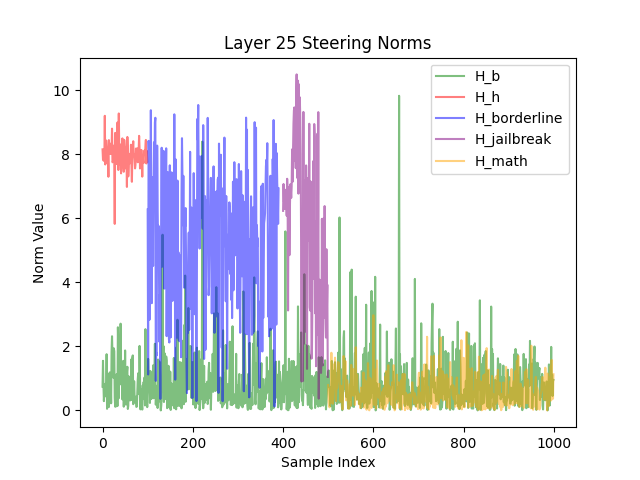 Layer 25 Steering Norms
H_b
H_h
H_borderline
H_jailbreak
H_math
Norm Value
10
8
6
4
2
0
0
200
400
600
800
1000
Sample Index